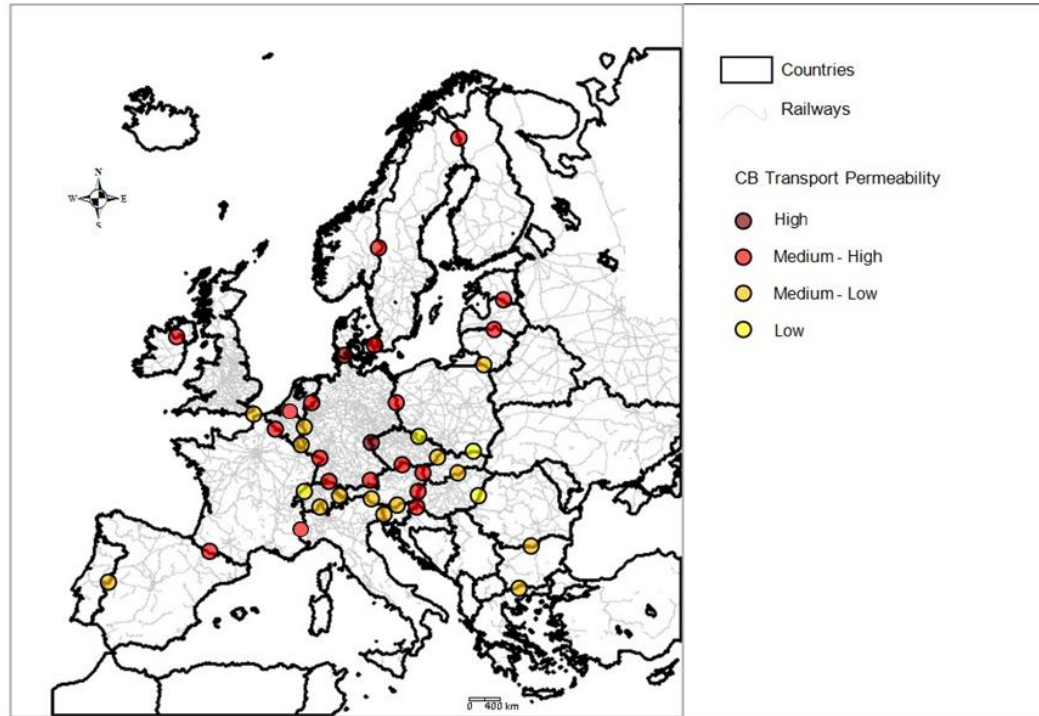 Countries
Railways
CB Transport Permeability
High
Medium - High
Medium - Low
Low
N
W E
S
0 400 km